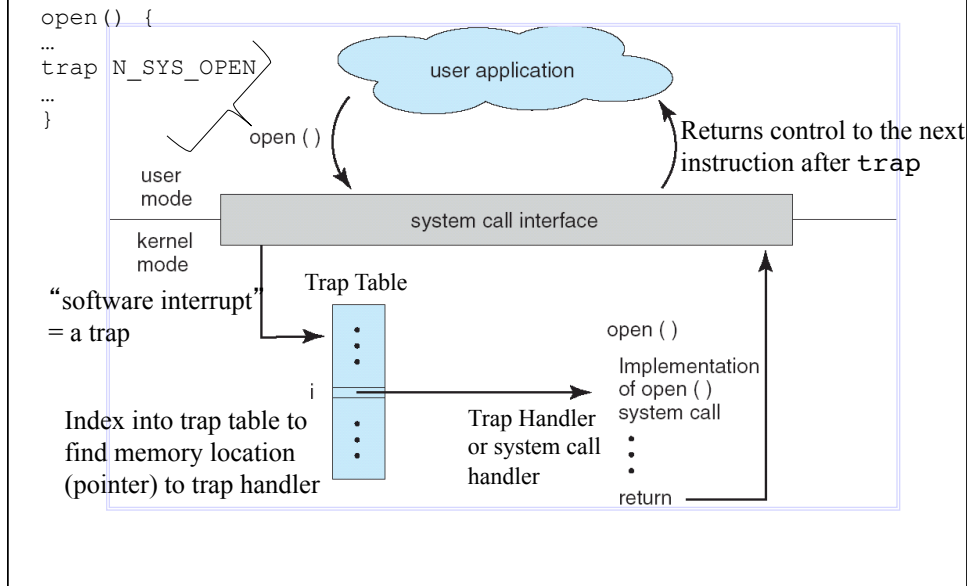 open() {
…
trap N_SYS_OPEN
…
}
user application
open ( )
Returns control to the next
instruction after trap
user
mode
system call interface
kernel
mode
“software interrupt”
= a trap
Trap Table
i
Index into trap table to
find memory location
(pointer) to trap handler
Trap Handler
or system call
handler
open ( )
Implementation
of open ( )
system call
return